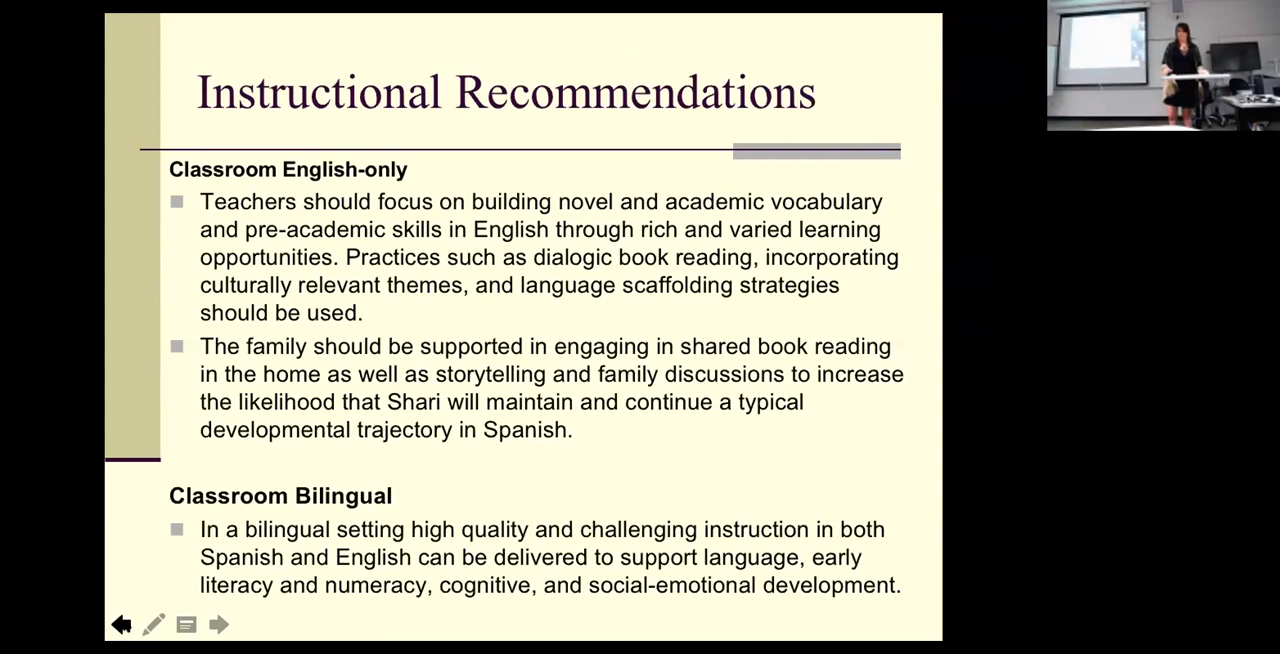 Instructional Recommendations
Classroom English-only
Teachers should focus on building novel and academic vocabulary
and pre-academic skills in English through rich and varied learning
opportunities. Practices such as dialogic book reading, incorporating
culturally relevant themes, and language scaffolding strategies
should be used.
The family should be supported in engaging in shared book reading
in the home as well as storytelling and family discussions to increase
the likelihood that Shari will maintain and continue a typical
developmental trajectory in Spanish.
Classroom Bilingual
In a bilingual setting high quality and challenging instruction in both
Spanish and English can be delivered to support language, early
literacy and numeracy, cognitive, and social-emotional development.